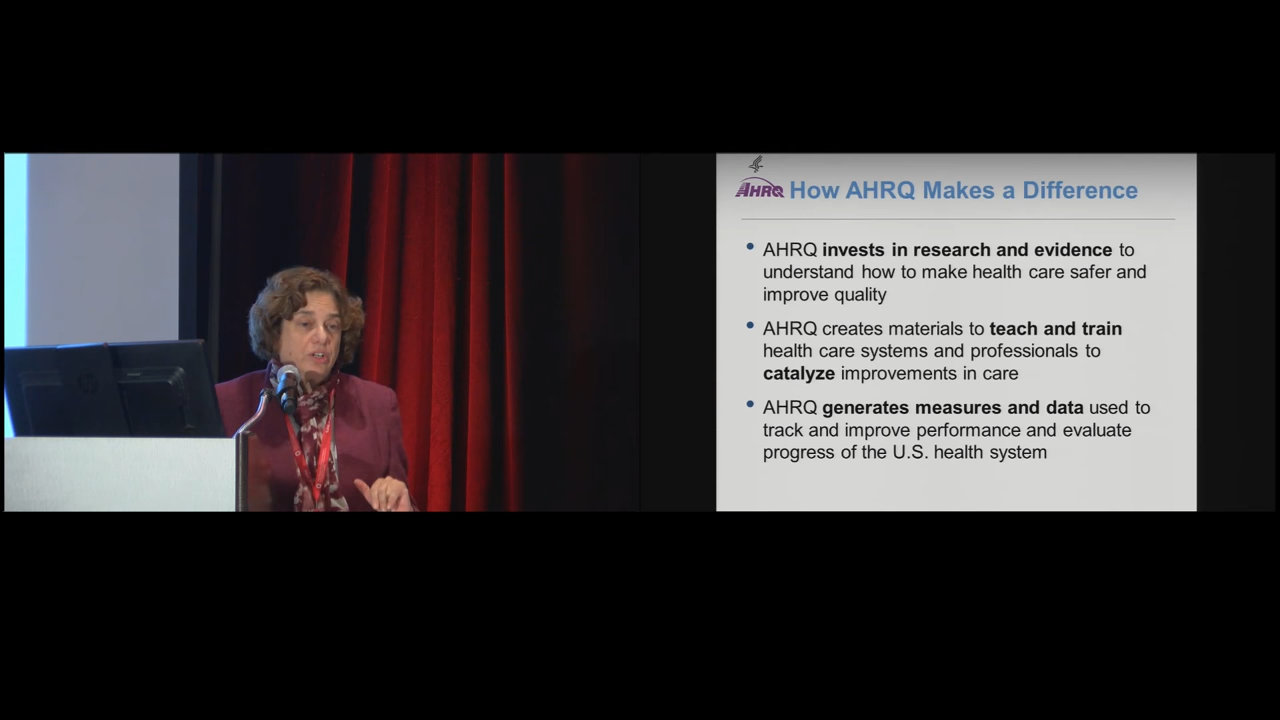 AHRQ
How AHRQ Makes a Difference
• AHRQ invests in research and evidence to
understand how to make health care safer and
improve quality
• AHRQ creates materials to teach and train
health care systems and professionals to
catalyze improvements in care
• AHRQ generates measures and data used to
track and improve performance and evaluate
progress of the U.S. health system